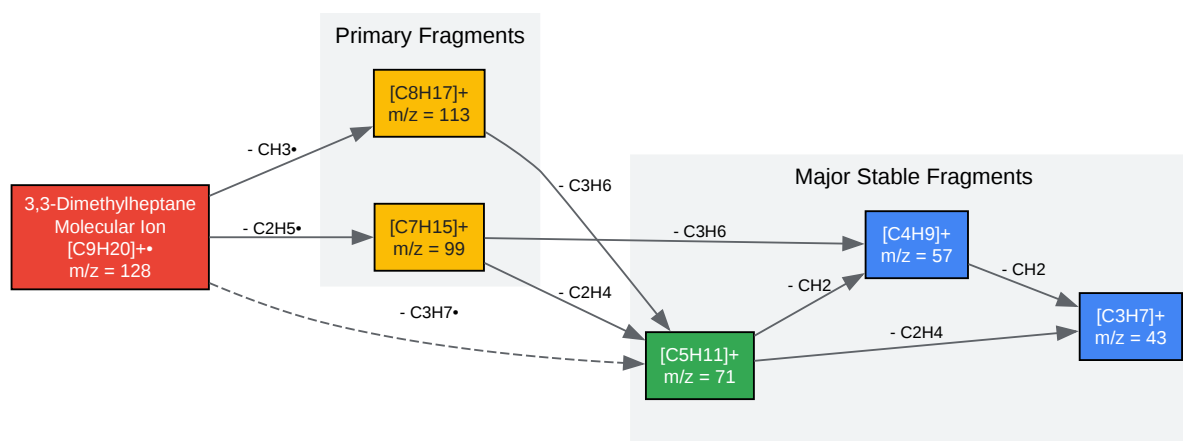 Primary Fragments
[C8H17]+
m/z = 113
- CH3•
- C3H6
Major Stable Fragments
3,3-Dimethylheptane
Molecular Ion
[C9H20]+•
m/z = 128
- C2H5•
[C7H15]+
m/z = 99
- C3H6
[C4H9]+
m/z = 57
- C2H4
- CH2
- CH2
- C3H7•
[C5H11]+
m/z = 71
- C2H4
[C3H7]+
m/z = 43